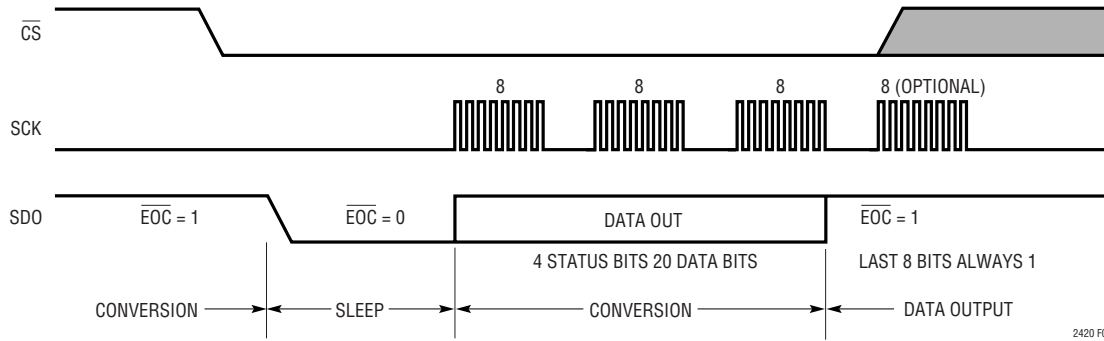 CS
8 8 8 8 (OPTIONAL)
SCK
SDO EOC = 1 EOC = 0 DATA OUT EOC = 1
4 STATUS BITS 20 DATA BITS LAST 8 BITS ALWAYS 1
CONVERSION SLEEP CONVERSION DATA OUTPUT
2420